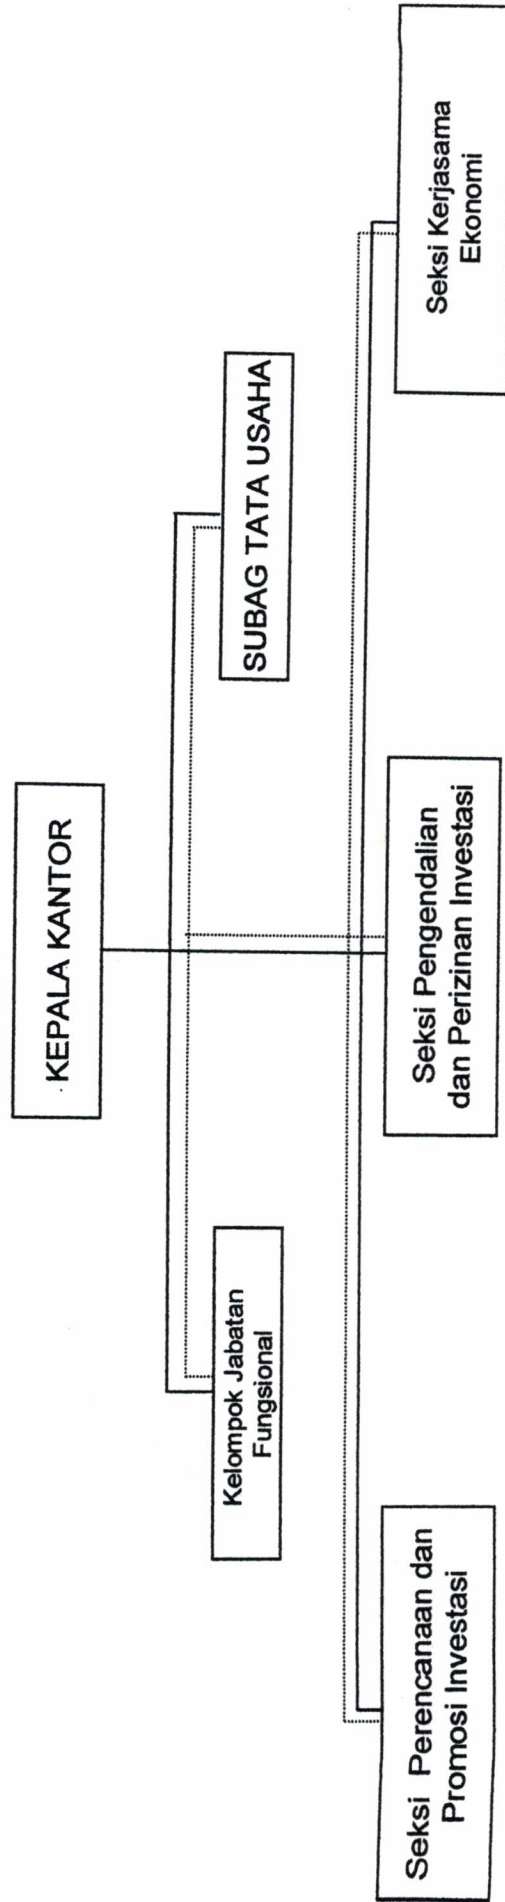 KEPALA KANTOR
Kelompok Jabatan
Fungsional
SUBAG TATA USAHA
Seksi Perencanaan dan
Promosi Investasi
Seksi Pengendalian
dan Perizinan Investasi
Seksi Kerjasama
Ekonomi